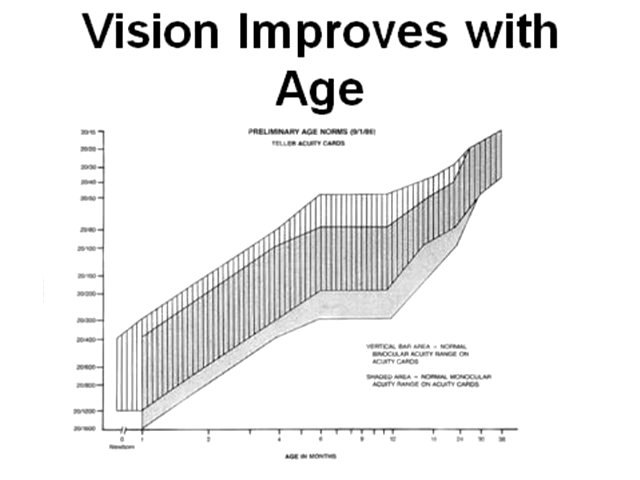 Vision Improves with
Age
PRELIMINARY AGE NORMS (9/1/86)
TELLER ACUITY CARDS
20/15
20/20
20/30
20/40
20/50
20/80
20/100
20/150
20/200
20/300
20/400
20/600
20/800
20/1200
20/1600
VERTICAL BAR AREA = NORMAL
BINOCULAR ACUITY RANGE ON
ACUITY CARDS
SHADED AREA = NORMAL MONOCULAR
ACUITY RANGE ON ACUITY CARDS
0 1 2 3 4 6 8 9 12 18 24 30 36
Newborn
AGE IN MONTHS